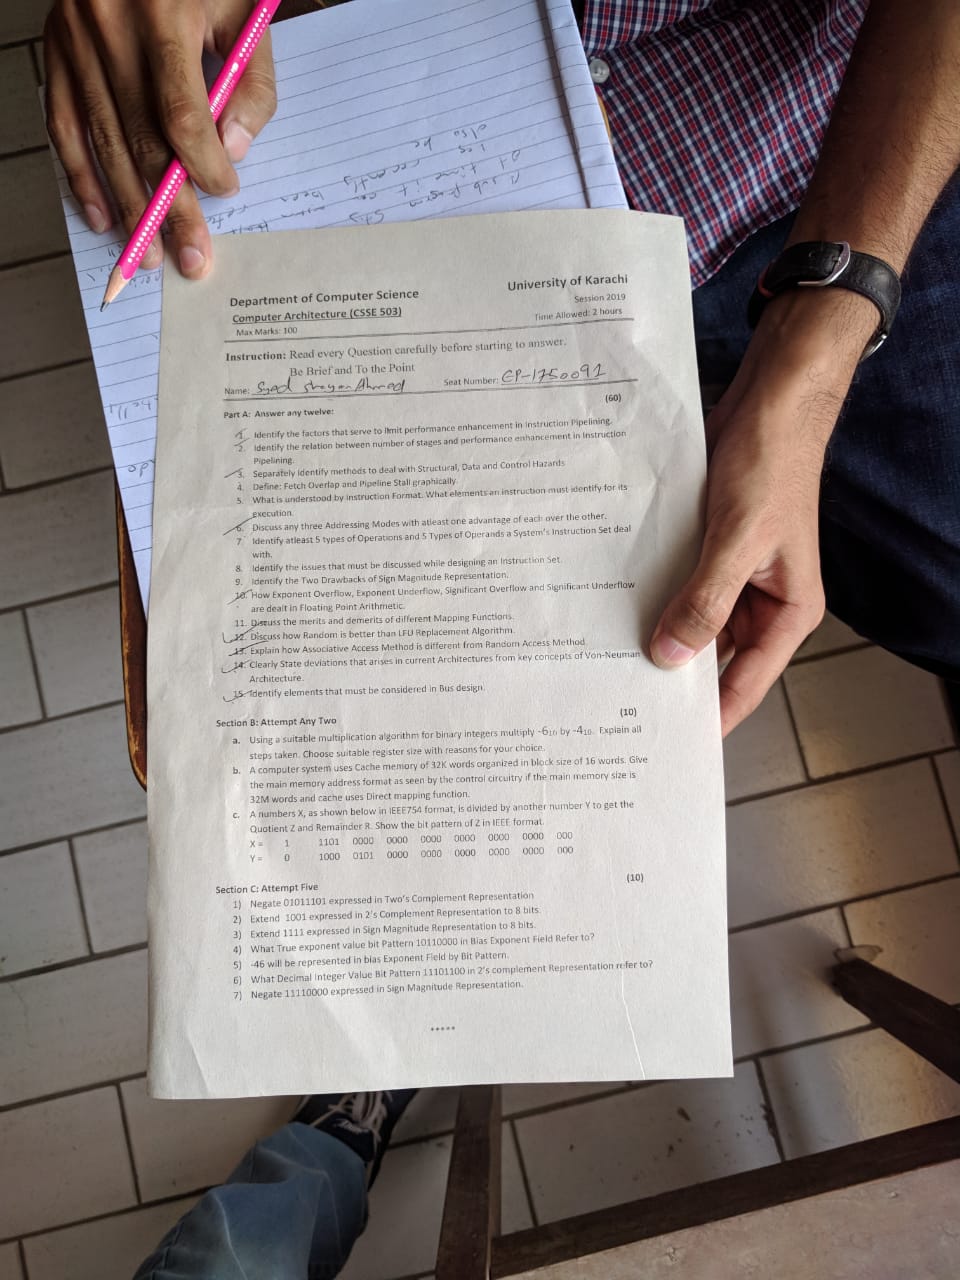 Department of Computer Science
University of Karachi
Computer Architecture (CSSE 503)
Session 2019
Max Marks: 100
Time Allowed: 2 hours
Instruction: Read every Question carefully before starting to answer.
Be Brief and To the Point
Name: Syed Shayan Ahmed
Seat Number: EP-1750091
Part A: Answer any twelve:
(60)
1. Identify the factors that serve to limit performance enhancement in Instruction Pipelining.
2. Identify the relation between number of stages and performance enhancement in Instruction
Pipelining.
3. Separately identify methods to deal with Structural, Data and Control Hazards
4. Define: Fetch Overlap and Pipeline Stall graphically
5. What is understood by Instruction Format. What elements an instruction must identify for its
execution.
6. Discuss any three Addressing Modes with atleast one advantage of each over the other.
7. Identify atleast 5 types of Operations and 5 Types of Operands a System's Instruction Set deal
with.
8. Identify the issues that must be discussed while designing an Instruction Set.
9. Identify the Two Drawbacks of Sign Magnitude Representation.
10. How Exponent Overflow, Exponent Underflow, Significant Overflow and Significant Underflow
are dealt in Floating Point Arithmetic.
11. Discuss the merits and demerits of different Mapping Functions.
12. Discuss how Random is better than LFU Replacement Algorithm.
13. Explain how Associative Access Method is different from Random Access Method
14. Clearly State deviations that arises in current Architectures from key concepts of Von-Neuman
Architecture.
15. Identify elements that must be considered in Bus design.
Section B: Attempt Any Two
(10)
a. Using a suitable multiplication algorithm for binary integers multiply -6₁₀ by -4₁₀. Explain all
steps taken. Choose suitable register size with reasons for your choice.
b. A computer system uses Cache memory of 32K words organized in block size of 16 words. Give
the main memory address format as seen by the control circuitry if the main memory size is
32M words and cache uses Direct mapping function.
c. A numbers X, as shown below in IEEE754 format, is divided by another number Y to get the
Quotient Z and Remainder R. Show the bit pattern of Z in IEEE format.
X = 1 1101 0000 0000 0000 0000 0000 0000 000
Y = 0 1000 0101 0000 0000 0000 0000 0000 000
Section C: Attempt Five
(10)
1) Negate 01011101 expressed in Two's Complement Representation
2) Extend 1001 expressed in 2's Complement Representation to 8 bits.
3) Extend 1111 expressed in Sign Magnitude Representation to 8 bits.
4) What True exponent value bit Pattern 10110000 in Bias Exponent Field Refer to?
5) -46 will be represented in bias Exponent Field by Bit Pattern.
6) What Decimal Integer Value Bit Pattern 11101100 in 2's complement Representation refer to?
7) Negate 11110000 expressed in Sign Magnitude Representation.
*****